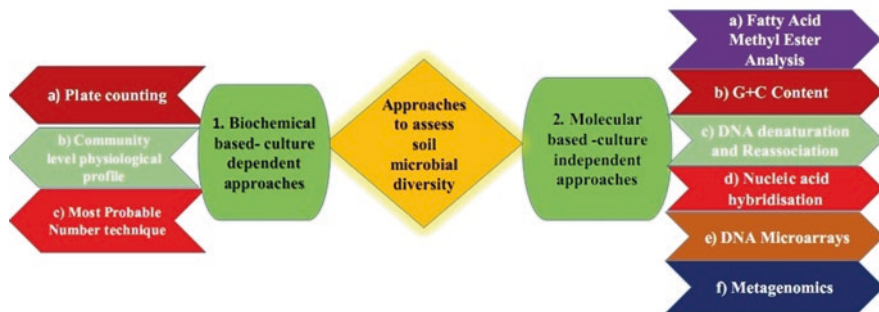 a) Plate counting
b) Community
level physiological
profile
c) Most Probable
Number technique
1. Biochemical
based- culture
dependent
approaches
Approaches
to assess
soil
microbial
diversity
2. Molecular
based -culture
independent
approaches
a) Fatty Acid
Methyl Ester
Analysis
b) G+C Content
c) DNA denaturation
and Reassociation
d) Nucleic acid
hybridisation
e) DNA Microarrays
f) Metagenomics